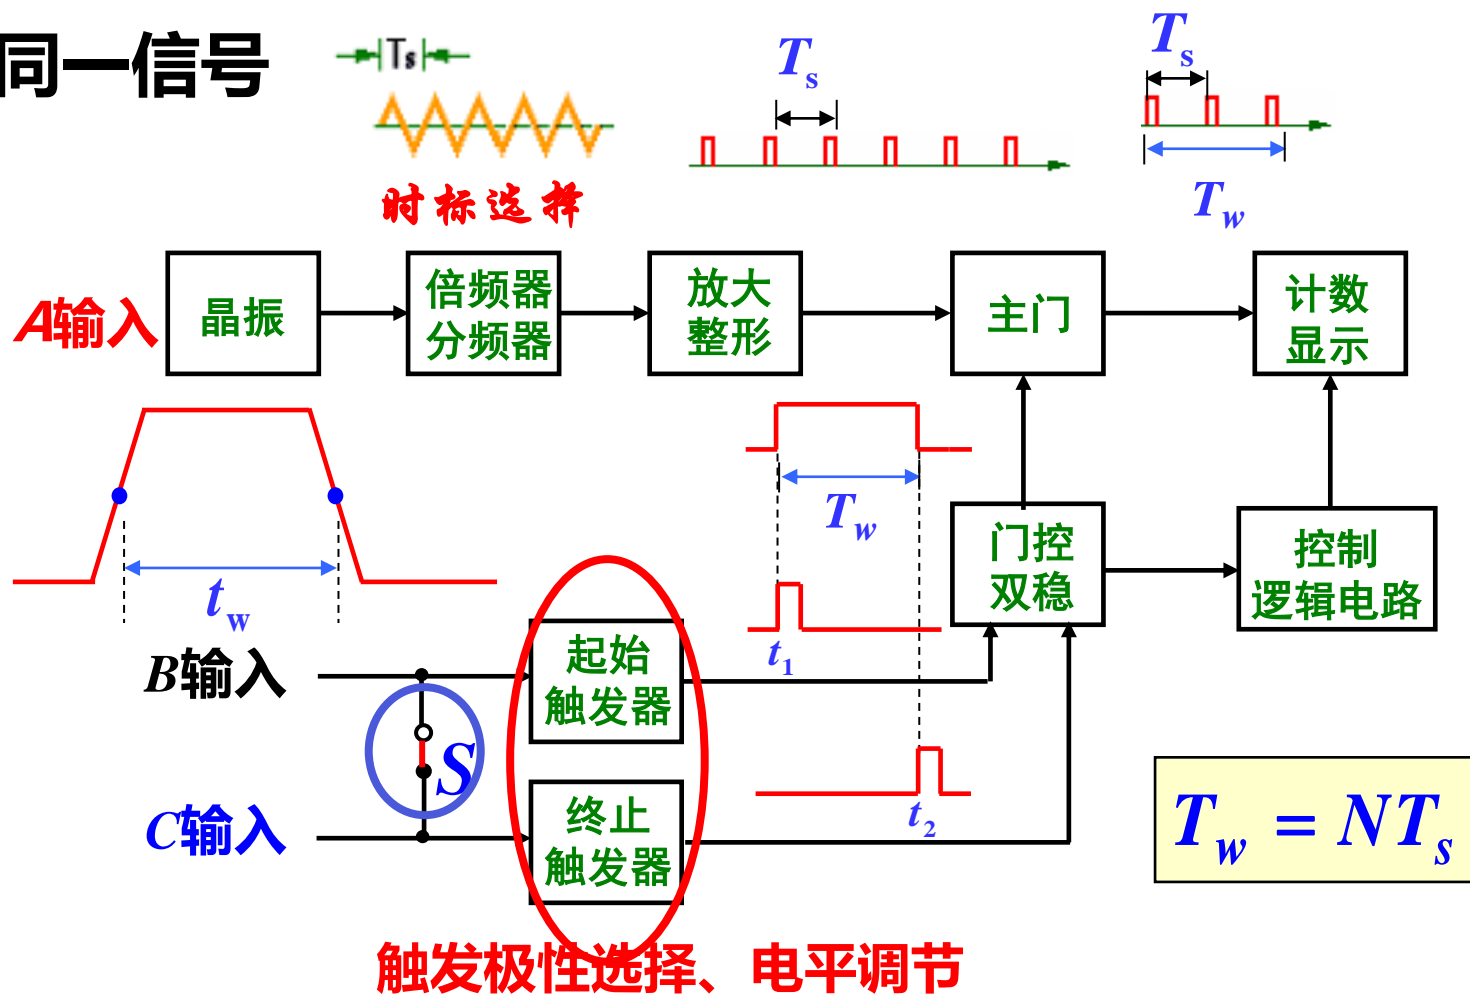 同一信号
Ts
Ts
Ts
Tw
时标选择
A输入
晶振
倍频器
分频器
放大
整形
主门
计数
显示
Tw
tw
门控
双稳
控制
逻辑电路
B输入
起始
触发器
t1
S
C输入
终止
触发器
t2
Tw = NTs
触发极性选择、电平调节